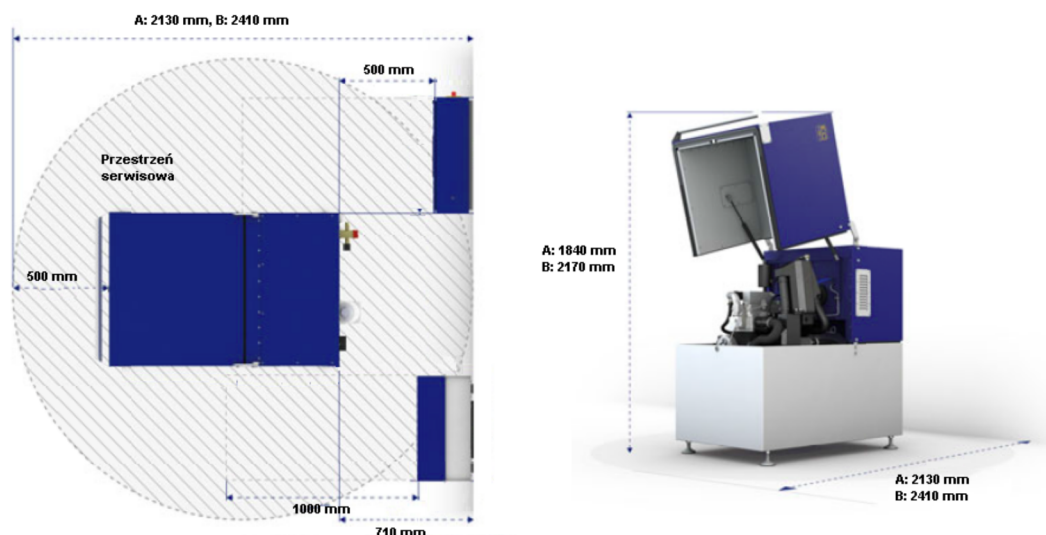 A: 2130 mm, B: 2410 mm
500 mm
Przestrzeń
serwisowa
500 mm
1000 mm
710 mm
A: 1840 mm
B: 2170 mm
A: 2130 mm
B: 2410 mm